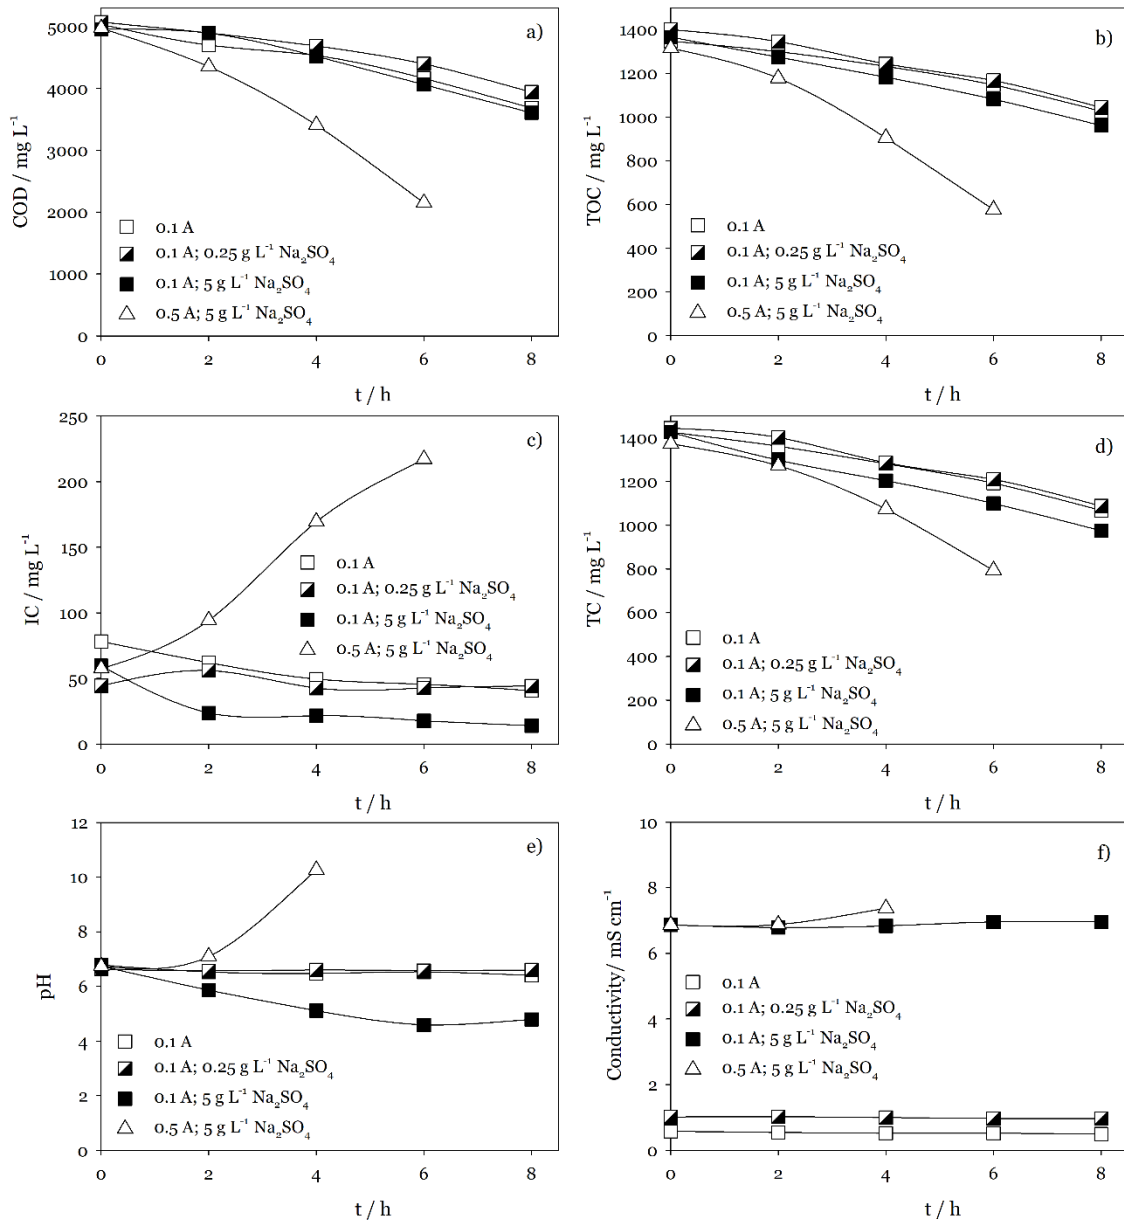 a)
5000
4000
3000
2000
1000
0
COD / mg L⁻¹
0.1 A
0.1 A; 0.25 g L⁻¹ Na₂SO₄
0.1 A; 5 g L⁻¹ Na₂SO₄
0.5 A; 5 g L⁻¹ Na₂SO₄
0 2 4 6 8
t / h
b)
1400
1200
1000
800
600
400
200
0
TOC / mg L⁻¹
0.1 A
0.1 A; 0.25 g L⁻¹ Na₂SO₄
0.1 A; 5 g L⁻¹ Na₂SO₄
0.5 A; 5 g L⁻¹ Na₂SO₄
0 2 4 6 8
t / h
c)
250
200
150
100
50
0
IC / mg L⁻¹
0.1 A
0.1 A; 0.25 g L⁻¹ Na₂SO₄
0.1 A; 5 g L⁻¹ Na₂SO₄
0.5 A; 5 g L⁻¹ Na₂SO₄
0 2 4 6 8
t / h
d)
1400
1200
1000
800
600
400
200
0
TC / mg L⁻¹
0.1 A
0.1 A; 0.25 g L⁻¹ Na₂SO₄
0.1 A; 5 g L⁻¹ Na₂SO₄
0.5 A; 5 g L⁻¹ Na₂SO₄
0 2 4 6 8
t / h
e)
12
10
8
6
4
2
0
pH
0.1 A
0.1 A; 0.25 g L⁻¹ Na₂SO₄
0.1 A; 5 g L⁻¹ Na₂SO₄
0.5 A; 5 g L⁻¹ Na₂SO₄
0 2 4 6 8
t / h
f)
10
8
6
4
2
0
Conductivity/ mS cm⁻¹
0.1 A
0.1 A; 0.25 g L⁻¹ Na₂SO₄
0.1 A; 5 g L⁻¹ Na₂SO₄
0.5 A; 5 g L⁻¹ Na₂SO₄
0 2 4 6 8
t / h